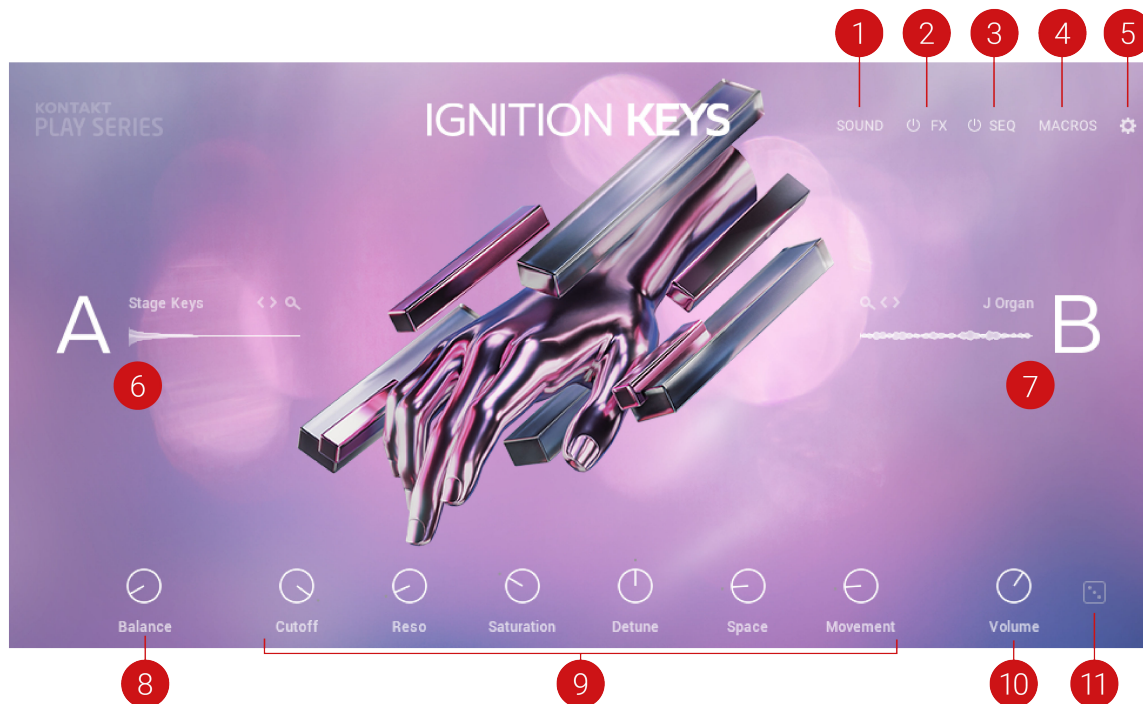 1 2 3 4 5
KONTAKT
PLAY SERIES
IGNITION KEYS
SOUND FX SEQ MACROS
A
Stage Keys
J Organ
B
6 7
Balance Cutoff Reso Saturation Detune Space Movement Volume
8 9 10 11